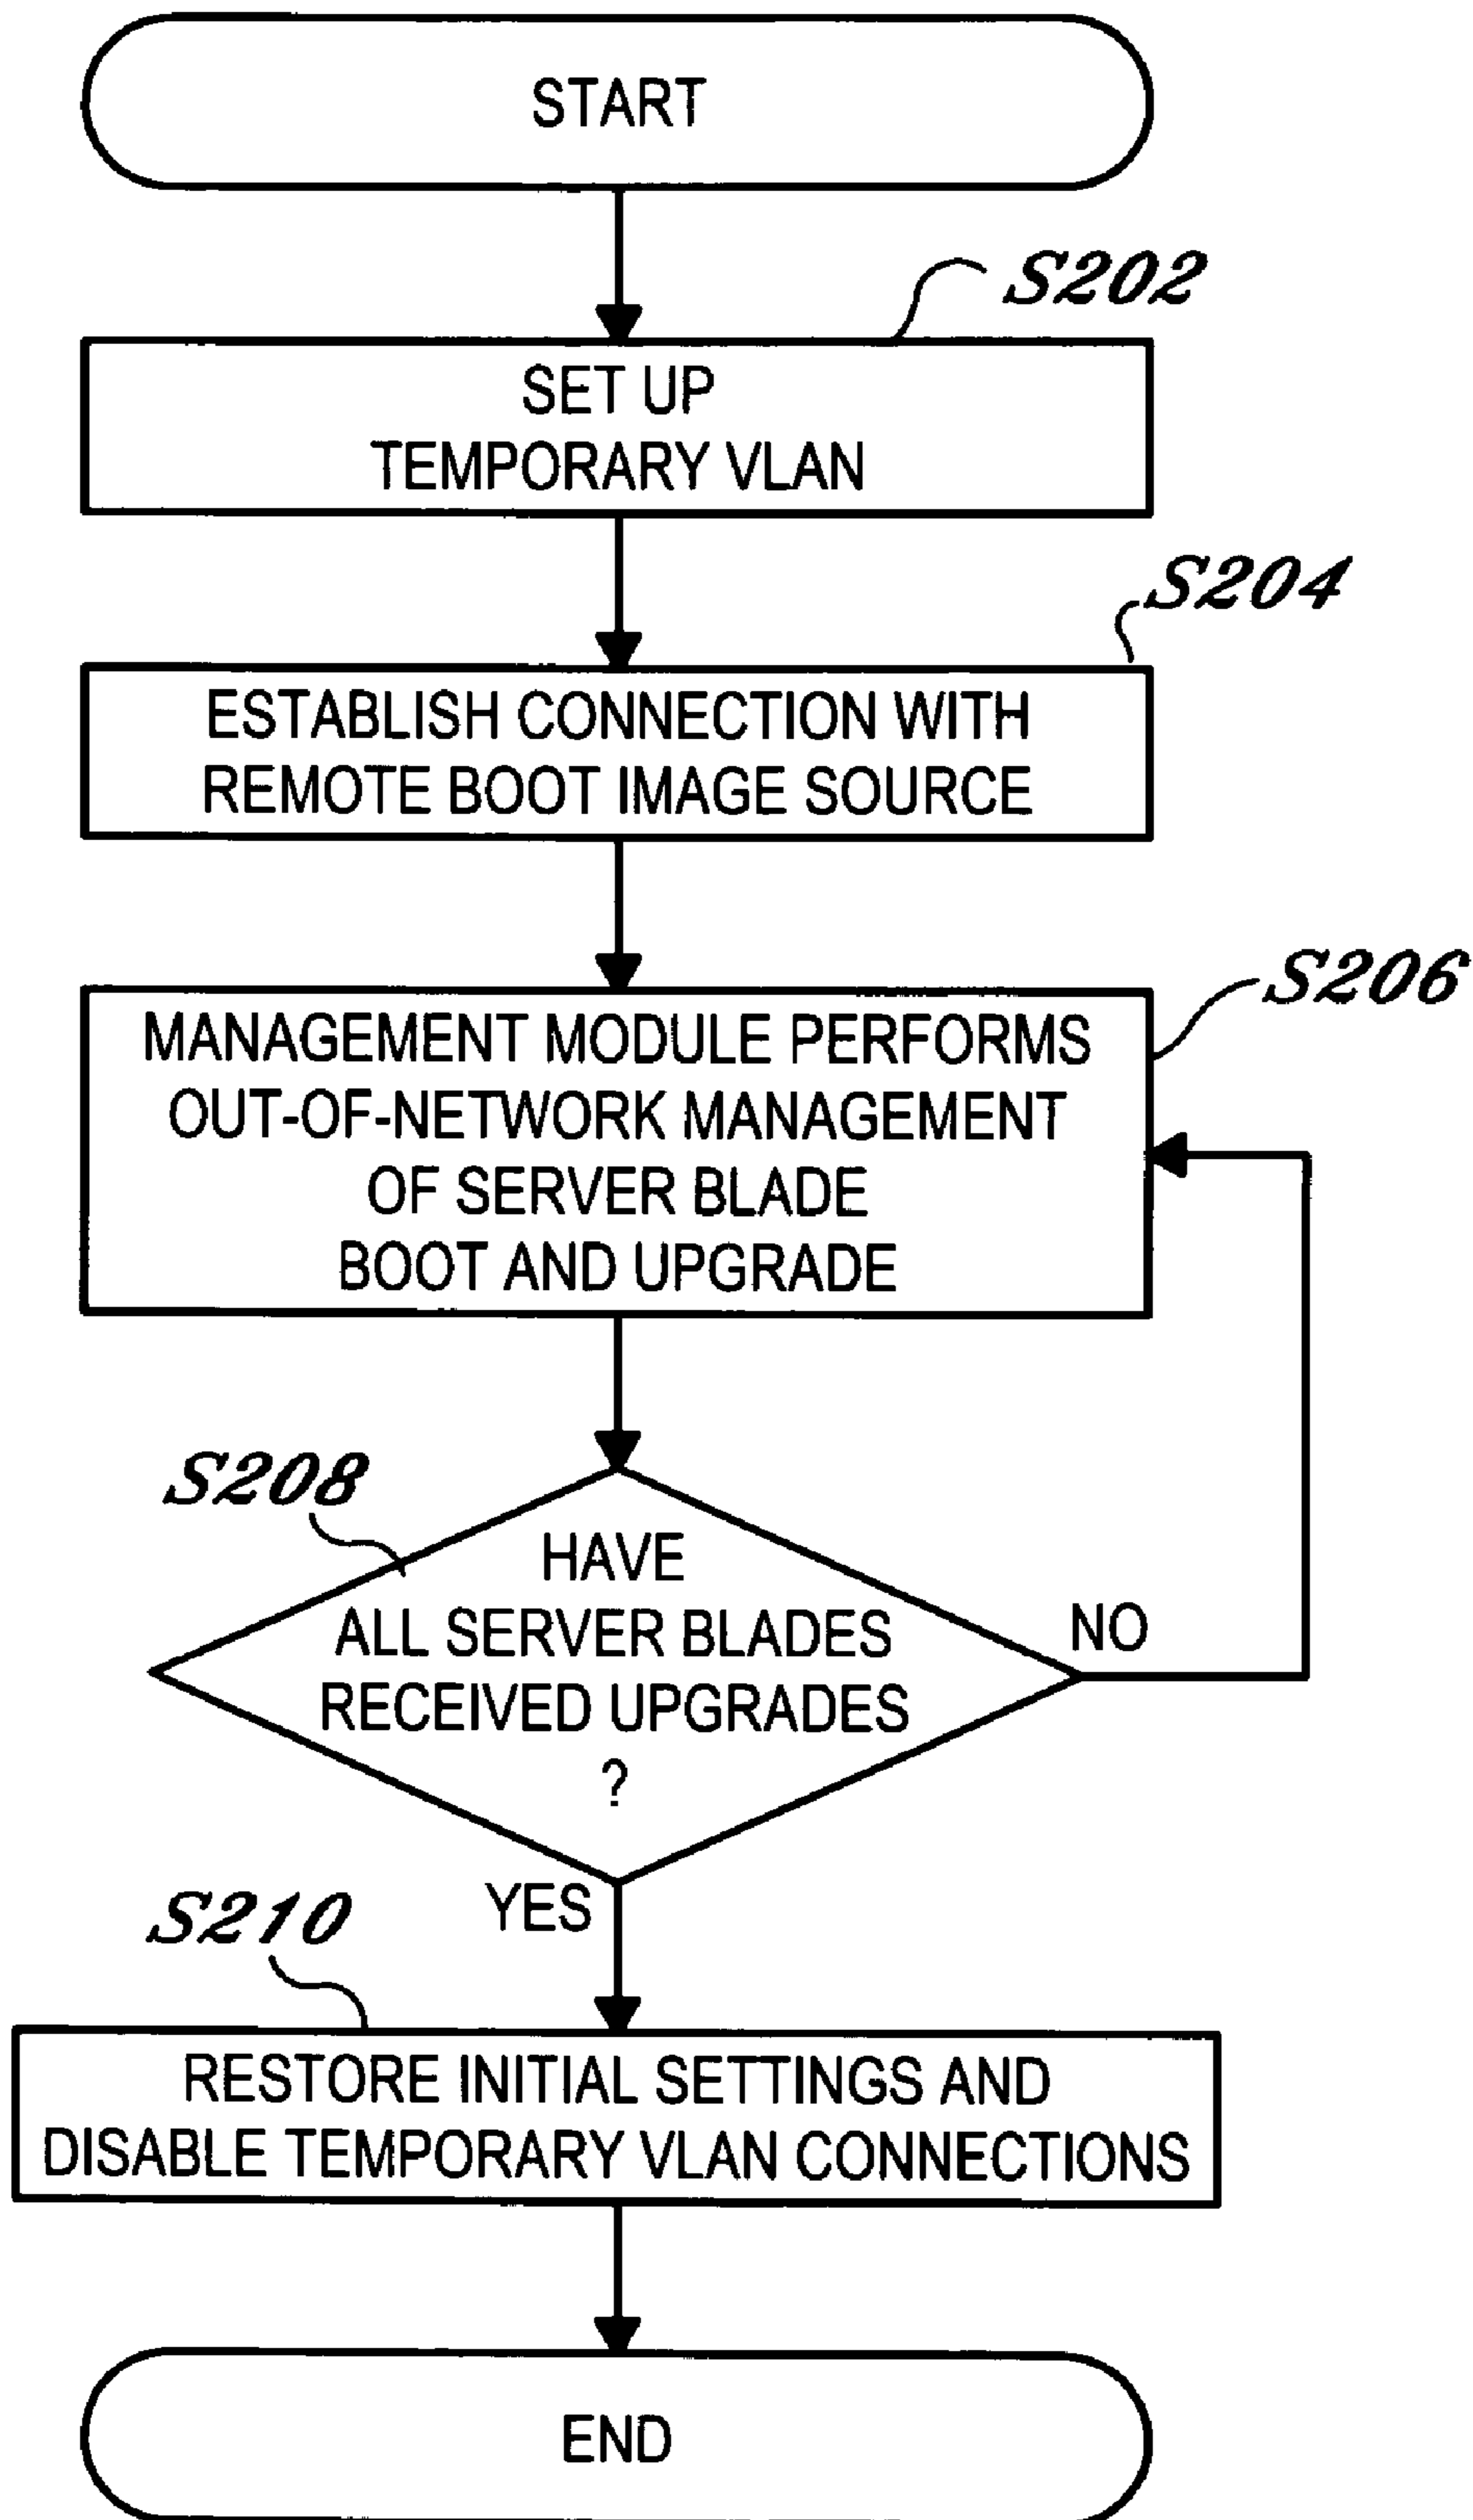 START
S202
SET UP
TEMPORARY VLAN
S204
ESTABLISH CONNECTION WITH
REMOTE BOOT IMAGE SOURCE
S206
MANAGEMENT MODULE PERFORMS
OUT-OF-NETWORK MANAGEMENT
OF SERVER BLADE
BOOT AND UPGRADE
S208
HAVE
ALL SERVER BLADES
RECEIVED UPGRADES
?
NO
YES
S210
RESTORE INITIAL SETTINGS AND
DISABLE TEMPORARY VLAN CONNECTIONS
END